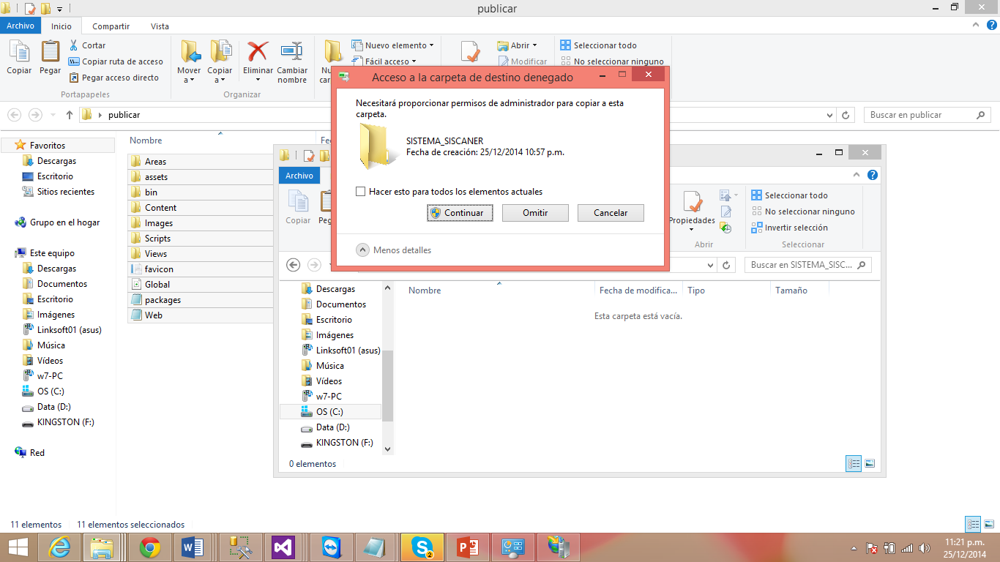 publicar
Archivo
Inicio
Compartir
Vista
Copiar
Pegar
Cortar
Copiar ruta de acceso
Pegar acceso directo
Portapapeles
Mover a
Copiar a
Eliminar
Cambiar nombre
Organizar
Nuevo elemento
Fácil acceso
Abrir
Modificar
Seleccionar todo
No seleccionar ninguno
publicar
Buscar en publicar
Favoritos
Descargas
Escritorio
Sitios recientes
Grupo en el hogar
Este equipo
Descargas
Documentos
Escritorio
Imágenes
Linksoft01 (asus)
Música
Vídeos
w7-PC
OS (C:)
Data (D:)
KINGSTON (F:)
Red
Nombre
Areas
assets
bin
Content
Images
Scripts
Views
favicon
Global
packages
Web
Acceso a la carpeta de destino denegado
Necesitará proporcionar permisos de administrador para copiar a esta
carpeta.
SISTEMA_SISCANER
Fecha de creación: 25/12/2014 10:57 p.m.
Hacer esto para todos los elementos actuales
Continuar
Omitir
Cancelar
Menos detalles
Archivo
Copiar
Propiedades
Abrir
Seleccionar todo
No seleccionar ninguno
Invertir selección
Seleccionar
Buscar en SISTEMA_SISC...
Descargas
Documentos
Escritorio
Imágenes
Linksoft01 (asus)
Música
Vídeos
w7-PC
OS (C:)
Data (D:)
KINGSTON (F:)
Nombre
Fecha de modifica...
Tipo
Tamaño
Esta carpeta está vacía.
0 elementos
11 elementos
11 elementos seleccionados
2
11:21 p.m.
25/12/2014